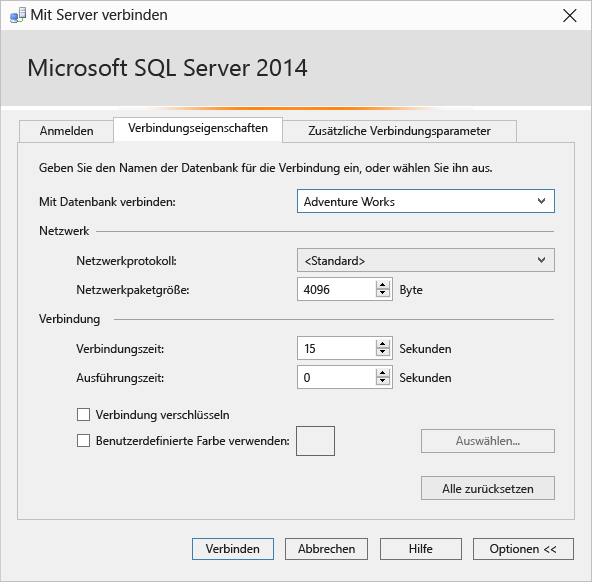 Mit Server verbinden
Microsoft SQL Server 2014
Anmelden Verbindungseigenschaften Zusätzliche Verbindungsparameter
Geben Sie den Namen der Datenbank für die Verbindung ein, oder wählen Sie ihn aus.
Mit Datenbank verbinden: Adventure Works
Netzwerk
Netzwerkprotokoll: <Standard>
Netzwerkpaketgröße: 4096 Byte
Verbindung
Verbindungszeit: 15 Sekunden
Ausführungszeit: 0 Sekunden
Verbindung verschlüsseln
Benutzerdefinierte Farbe verwenden: Auswählen...
Alle zurücksetzen
Verbinden Abbrechen Hilfe Optionen <<